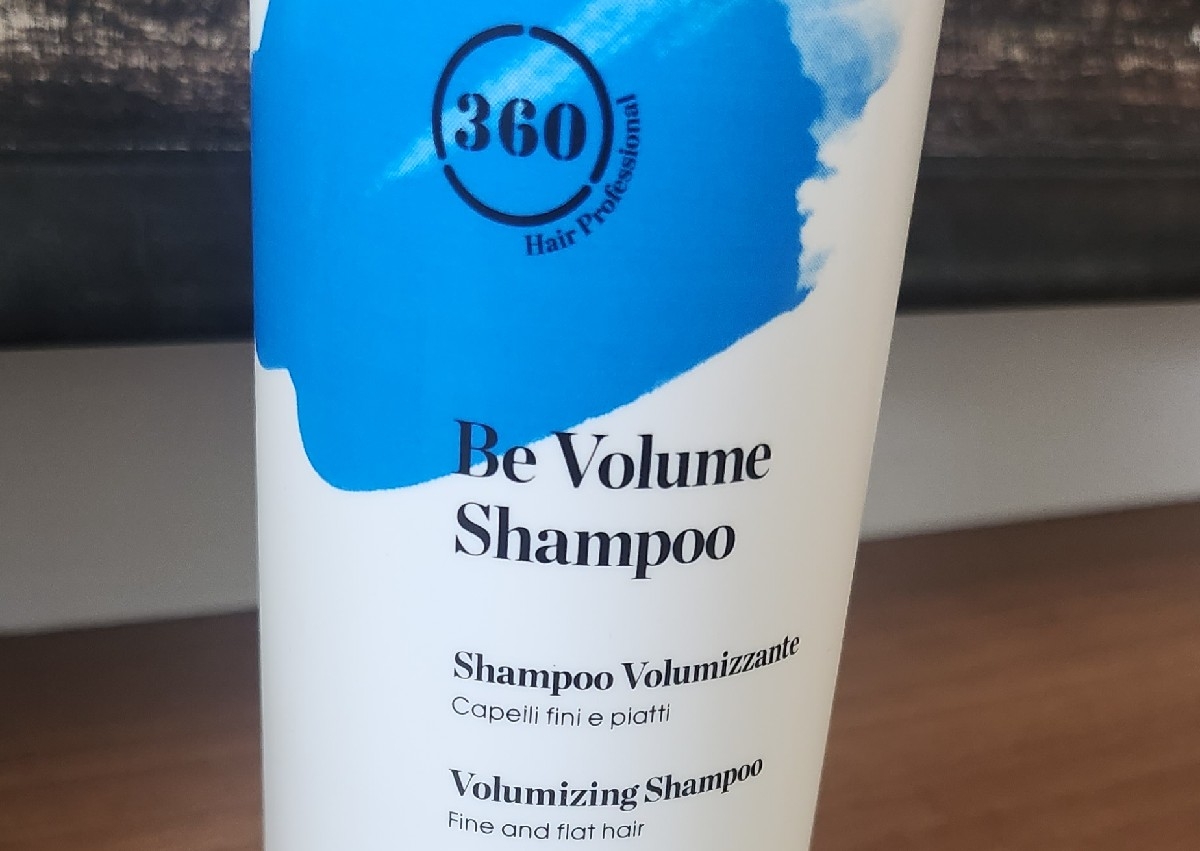 360
Hair Professional
Be Volume
Shampoo
Shampoo Volumizzante
Capelli fini e piatti
Volumizing Shampoo
Fine and flat hair